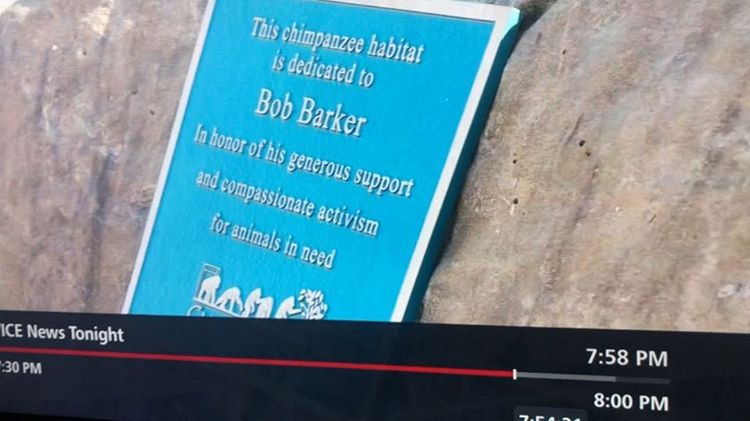 This chimpanzee habitat
is dedicated to
Bob Barker
In honor of his generous support
and compassionate activism
for animals in need
ICE News Tonight
7:58 PM
:30 PM
8:00 PM